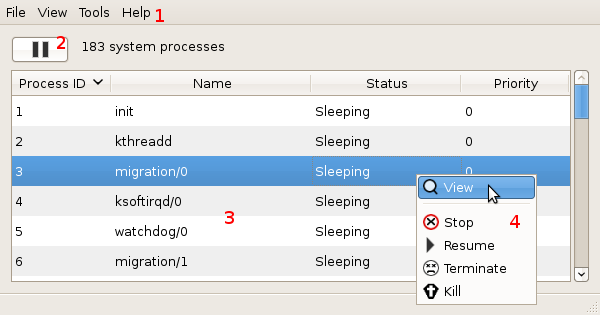 File View Tools Help 1
2 183 system processes
Process ID Name Status Priority
1 init Sleeping 0
2 kthreadd Sleeping 0
3 migration/0 Sleeping 0
View
4 ksoftirqd/0 Sleeping
3
Stop 4
5 watchdog/0 Sleeping
Resume
6 migration/1 Sleeping
Terminate
Kill